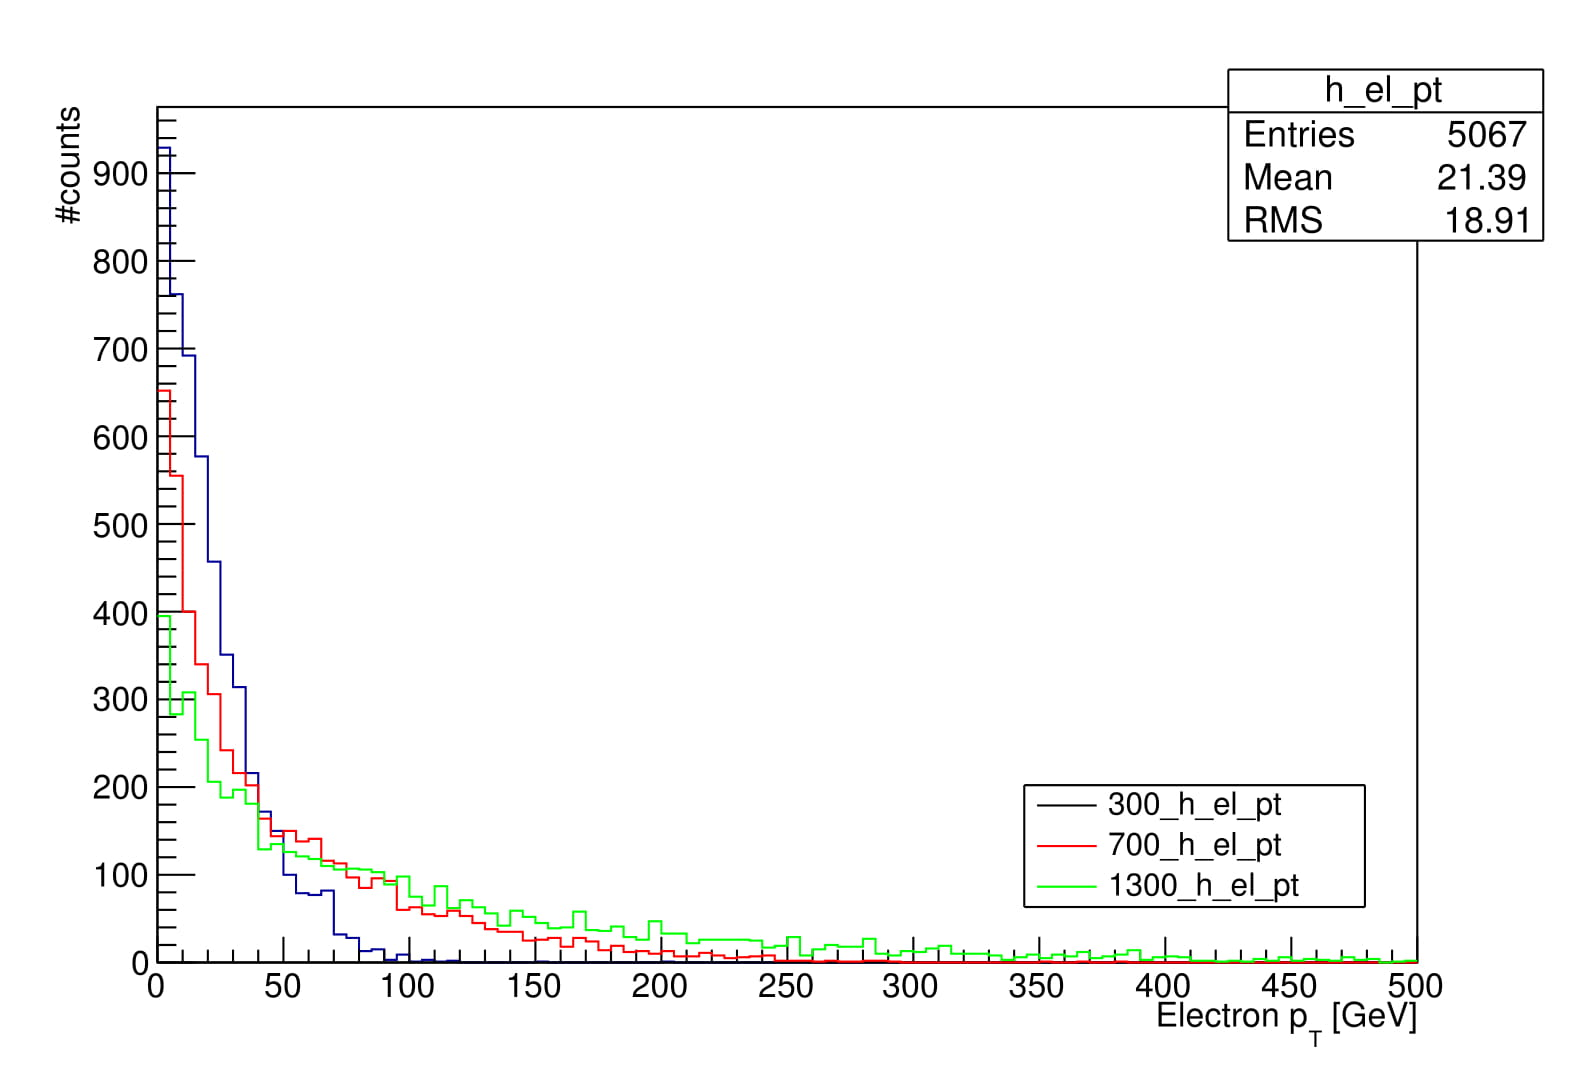 h_el_pt
Entries 5067
Mean 21.39
RMS 18.91
#counts
900
800
700
600
500
400
300
200
100
0
300_h_el_pt
700_h_el_pt
1300_h_el_pt
0 50 100 150 200 250 300 350 400 450 500
Electron p_T [GeV]